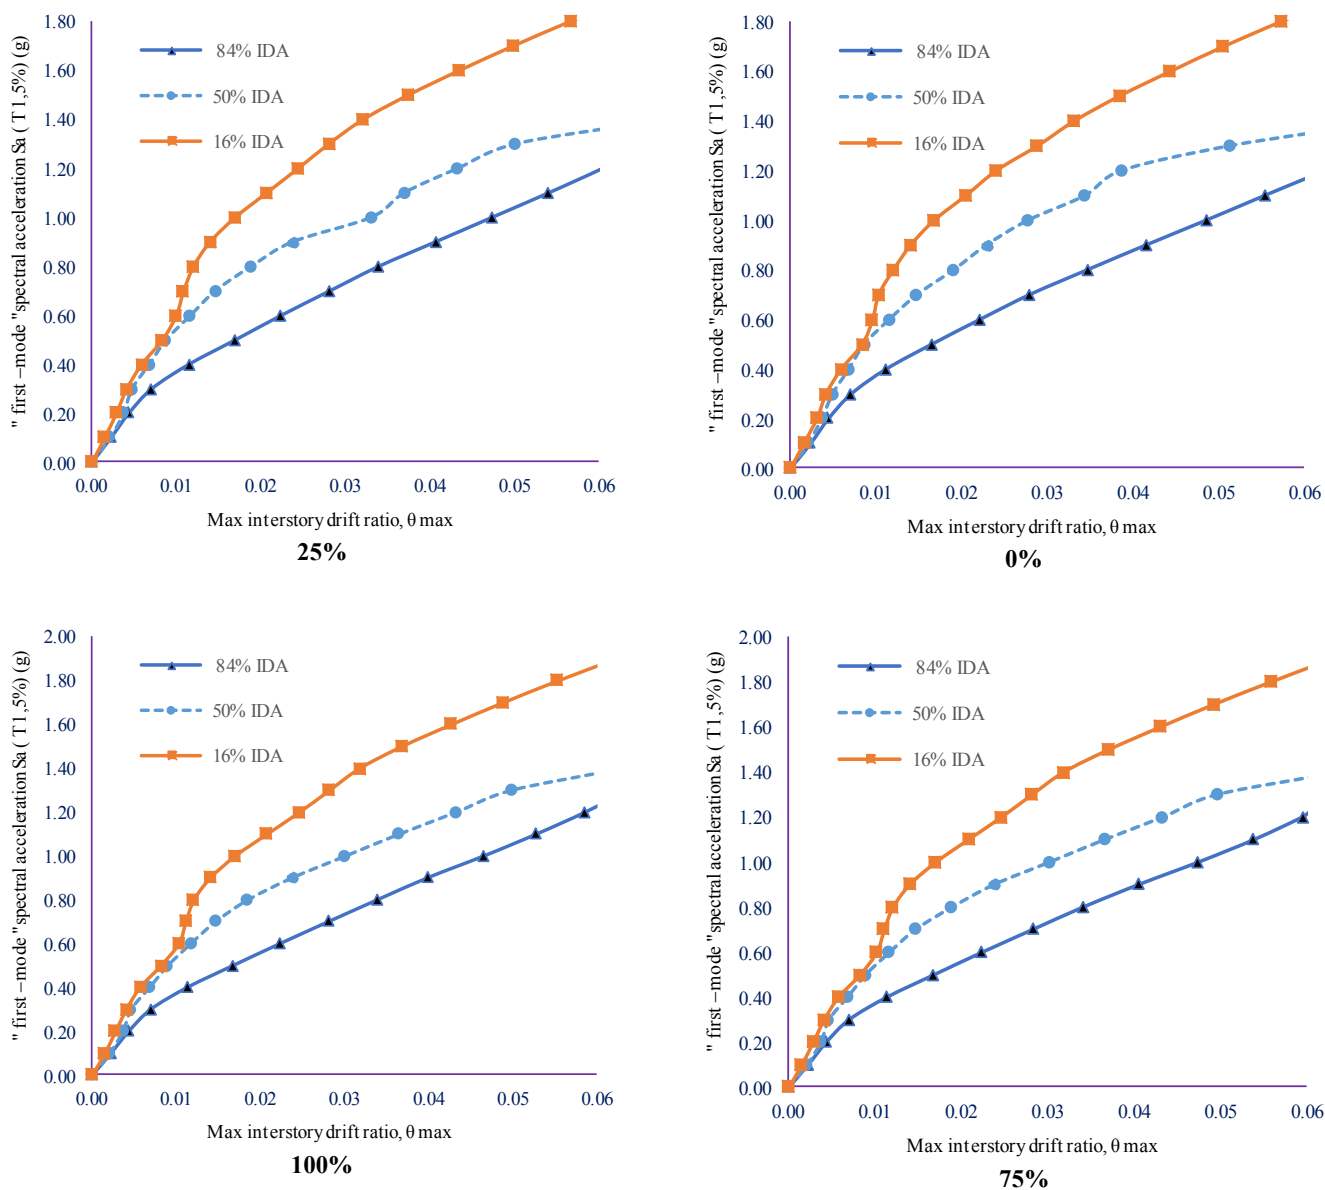 " first –mode "spectral acceleration Sa ( T1,5%) (g)
1.80
1.60
1.40
1.20
1.00
0.80
0.60
0.40
0.20
0.00
84% IDA
50% IDA
16% IDA
0.00 0.01 0.02 0.03 0.04 0.05 0.06
Max interstory drift ratio, θ max
25%
" first –mode "spectral acceleration Sa ( T1,5%) (g)
1.80
1.60
1.40
1.20
1.00
0.80
0.60
0.40
0.20
0.00
84% IDA
50% IDA
16% IDA
0.00 0.01 0.02 0.03 0.04 0.05 0.06
Max interstory drift ratio, θ max
0%
" first –mode "spectral acceleration Sa ( T1,5%) (g)
2.00
1.80
1.60
1.40
1.20
1.00
0.80
0.60
0.40
0.20
0.00
84% IDA
50% IDA
16% IDA
0.00 0.01 0.02 0.03 0.04 0.05 0.06
Max interstory drift ratio, θ max
100%
" first –mode "spectral acceleration Sa ( T1,5%) (g)
2.00
1.80
1.60
1.40
1.20
1.00
0.80
0.60
0.40
0.20
0.00
84% IDA
50% IDA
16% IDA
0.00 0.01 0.02 0.03 0.04 0.05 0.06
Max interstory drift ratio, θ max
75%